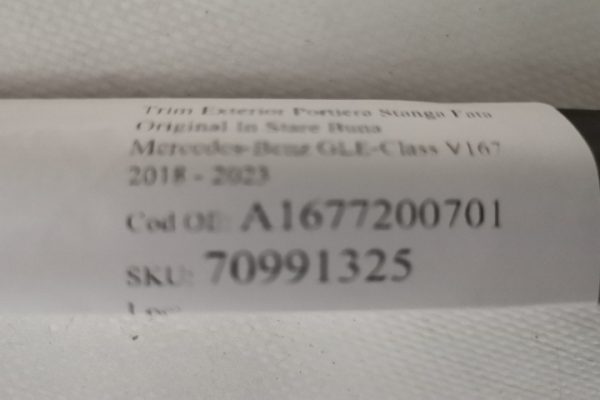 Trim Exterior Portiera Stanga Fata
Original In Stare Buna
Mercedes-Benz GLE-Class V167
2018 - 2023
Cod OE: A1677200701
SKU: 70991325